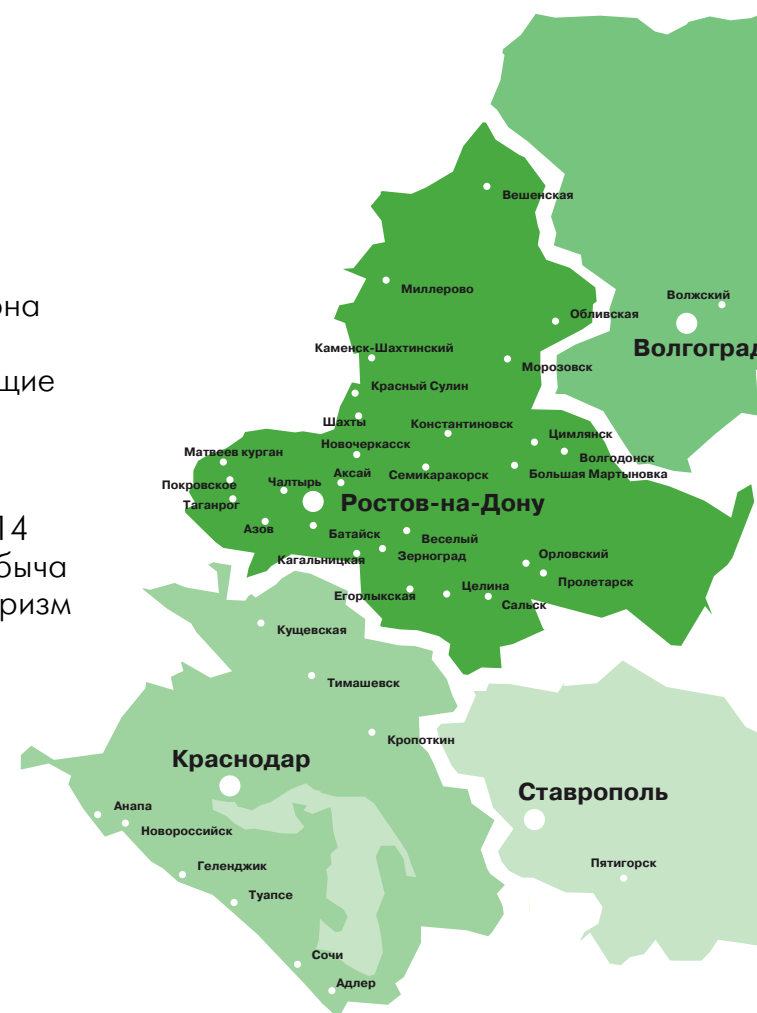 Вешенская
Миллерово
Волжский
она
Обливская
Волгоград
Каменск-Шахтинский
Морозовск
щие
Красный Сулин
Шахты
Константиновск
Цимлянск
Новочеркасск
Матвеев курган
Волгодонск
Аксай
Семикаракорск
Большая Мартыновка
Покровское
Чалтырь
Таганрог
Ростов-на-Дону
14
Азов
Батайск
Веселый
быча
Кагальницкая
Зерноград
Орловский
Пролетарск
Егорлыкская
Целина
ризм
Сальск
Кущевская
Тимашевск
Кропоткин
Краснодар
Ставрополь
Анапа
Новороссийск
Геленджик
Пятигорск
Туапсе
Сочи
Адлер